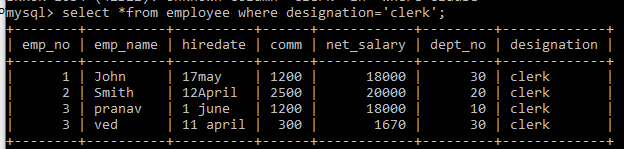 mysql> select *from employee where designation='clerk';
+--------+----------+----------+------+------------+---------+-------------+
| emp_no | emp_name | hiredate | comm | net_salary | dept_no | designation |
+--------+----------+----------+------+------------+---------+-------------+
| 1 | John | 17may | 1200 | 18000 | 30 | clerk |
| 2 | Smith | 12April | 2500 | 20000 | 20 | clerk |
| 3 | pranav | 1 june | 1200 | 18000 | 10 | clerk |
| 3 | ved | 11 april | 300 | 1670 | 30 | clerk |
+--------+----------+----------+------+------------+---------+-------------+